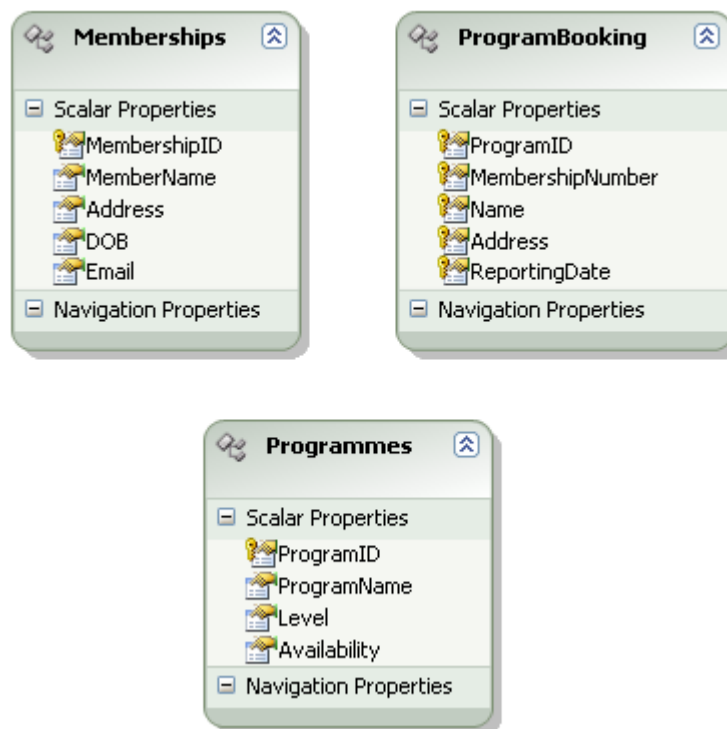 Memberships
Scalar Properties
MembershipID
MemberName
Address
DOB
Email
Navigation Properties
ProgramBooking
Scalar Properties
ProgramID
MembershipNumber
Name
Address
ReportingDate
Navigation Properties
Programmes
Scalar Properties
ProgramID
ProgramName
Level
Availability
Navigation Properties